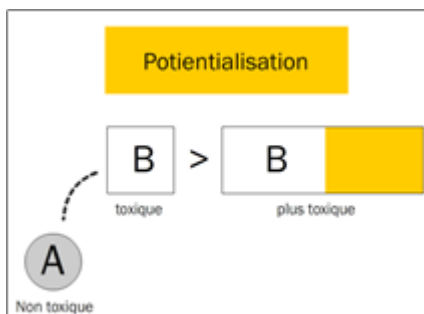 Potientialisation
B > B
toxique plus toxique
A
Non toxique